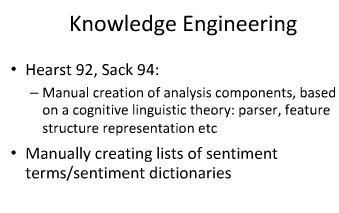 Knowledge Engineering
• Hearst 92, Sack 94:
– Manual creation of analysis components, based
on a cognitive linguistic theory: parser, feature
structure representation etc
• Manually creating lists of sentiment
terms/sentiment dictionaries